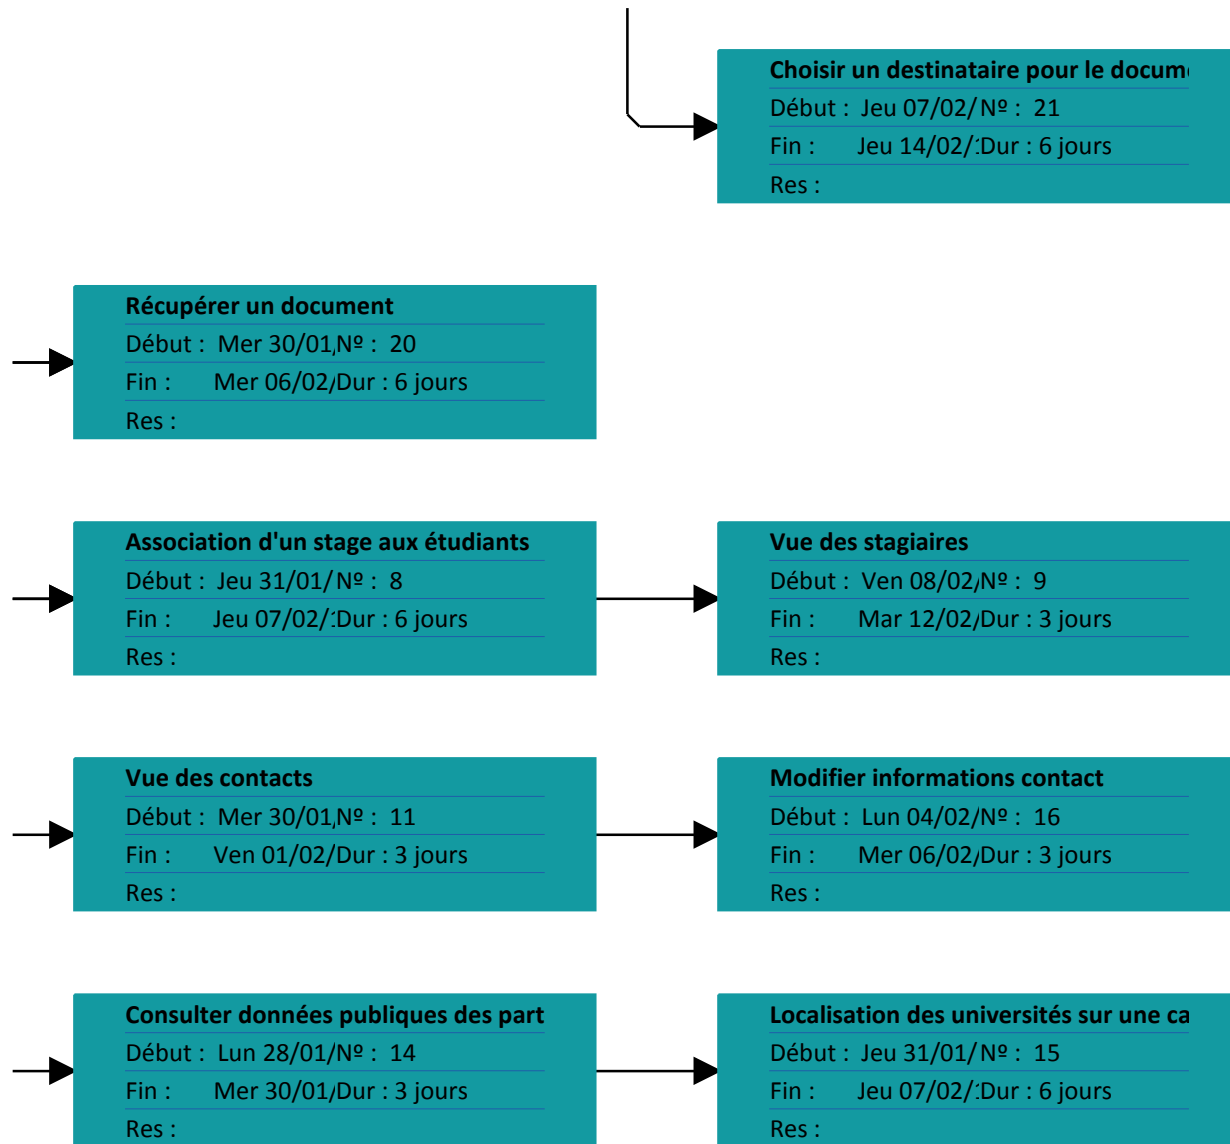 Choisir un destinataire pour le docum
Début : Jeu 07/02/ Nº : 21
Fin : Jeu 14/02/ Dur : 6 jours
Res :
Récupérer un document
Début : Mer 30/01/ Nº : 20
Fin : Mer 06/02/ Dur : 6 jours
Res :
Association d'un stage aux étudiants
Début : Jeu 31/01/ Nº : 8
Fin : Jeu 07/02/ Dur : 6 jours
Res :
Vue des stagiaires
Début : Ven 08/02/ Nº : 9
Fin : Mar 12/02/ Dur : 3 jours
Res :
Vue des contacts
Début : Mer 30/01/ Nº : 11
Fin : Ven 01/02/ Dur : 3 jours
Res :
Modifier informations contact
Début : Lun 04/02/ Nº : 16
Fin : Mer 06/02/ Dur : 3 jours
Res :
Consulter données publiques des part
Début : Lun 28/01/ Nº : 14
Fin : Mer 30/01/ Dur : 3 jours
Res :
Localisation des universités sur une ca
Début : Jeu 31/01/ Nº : 15
Fin : Jeu 07/02/ Dur : 6 jours
Res :